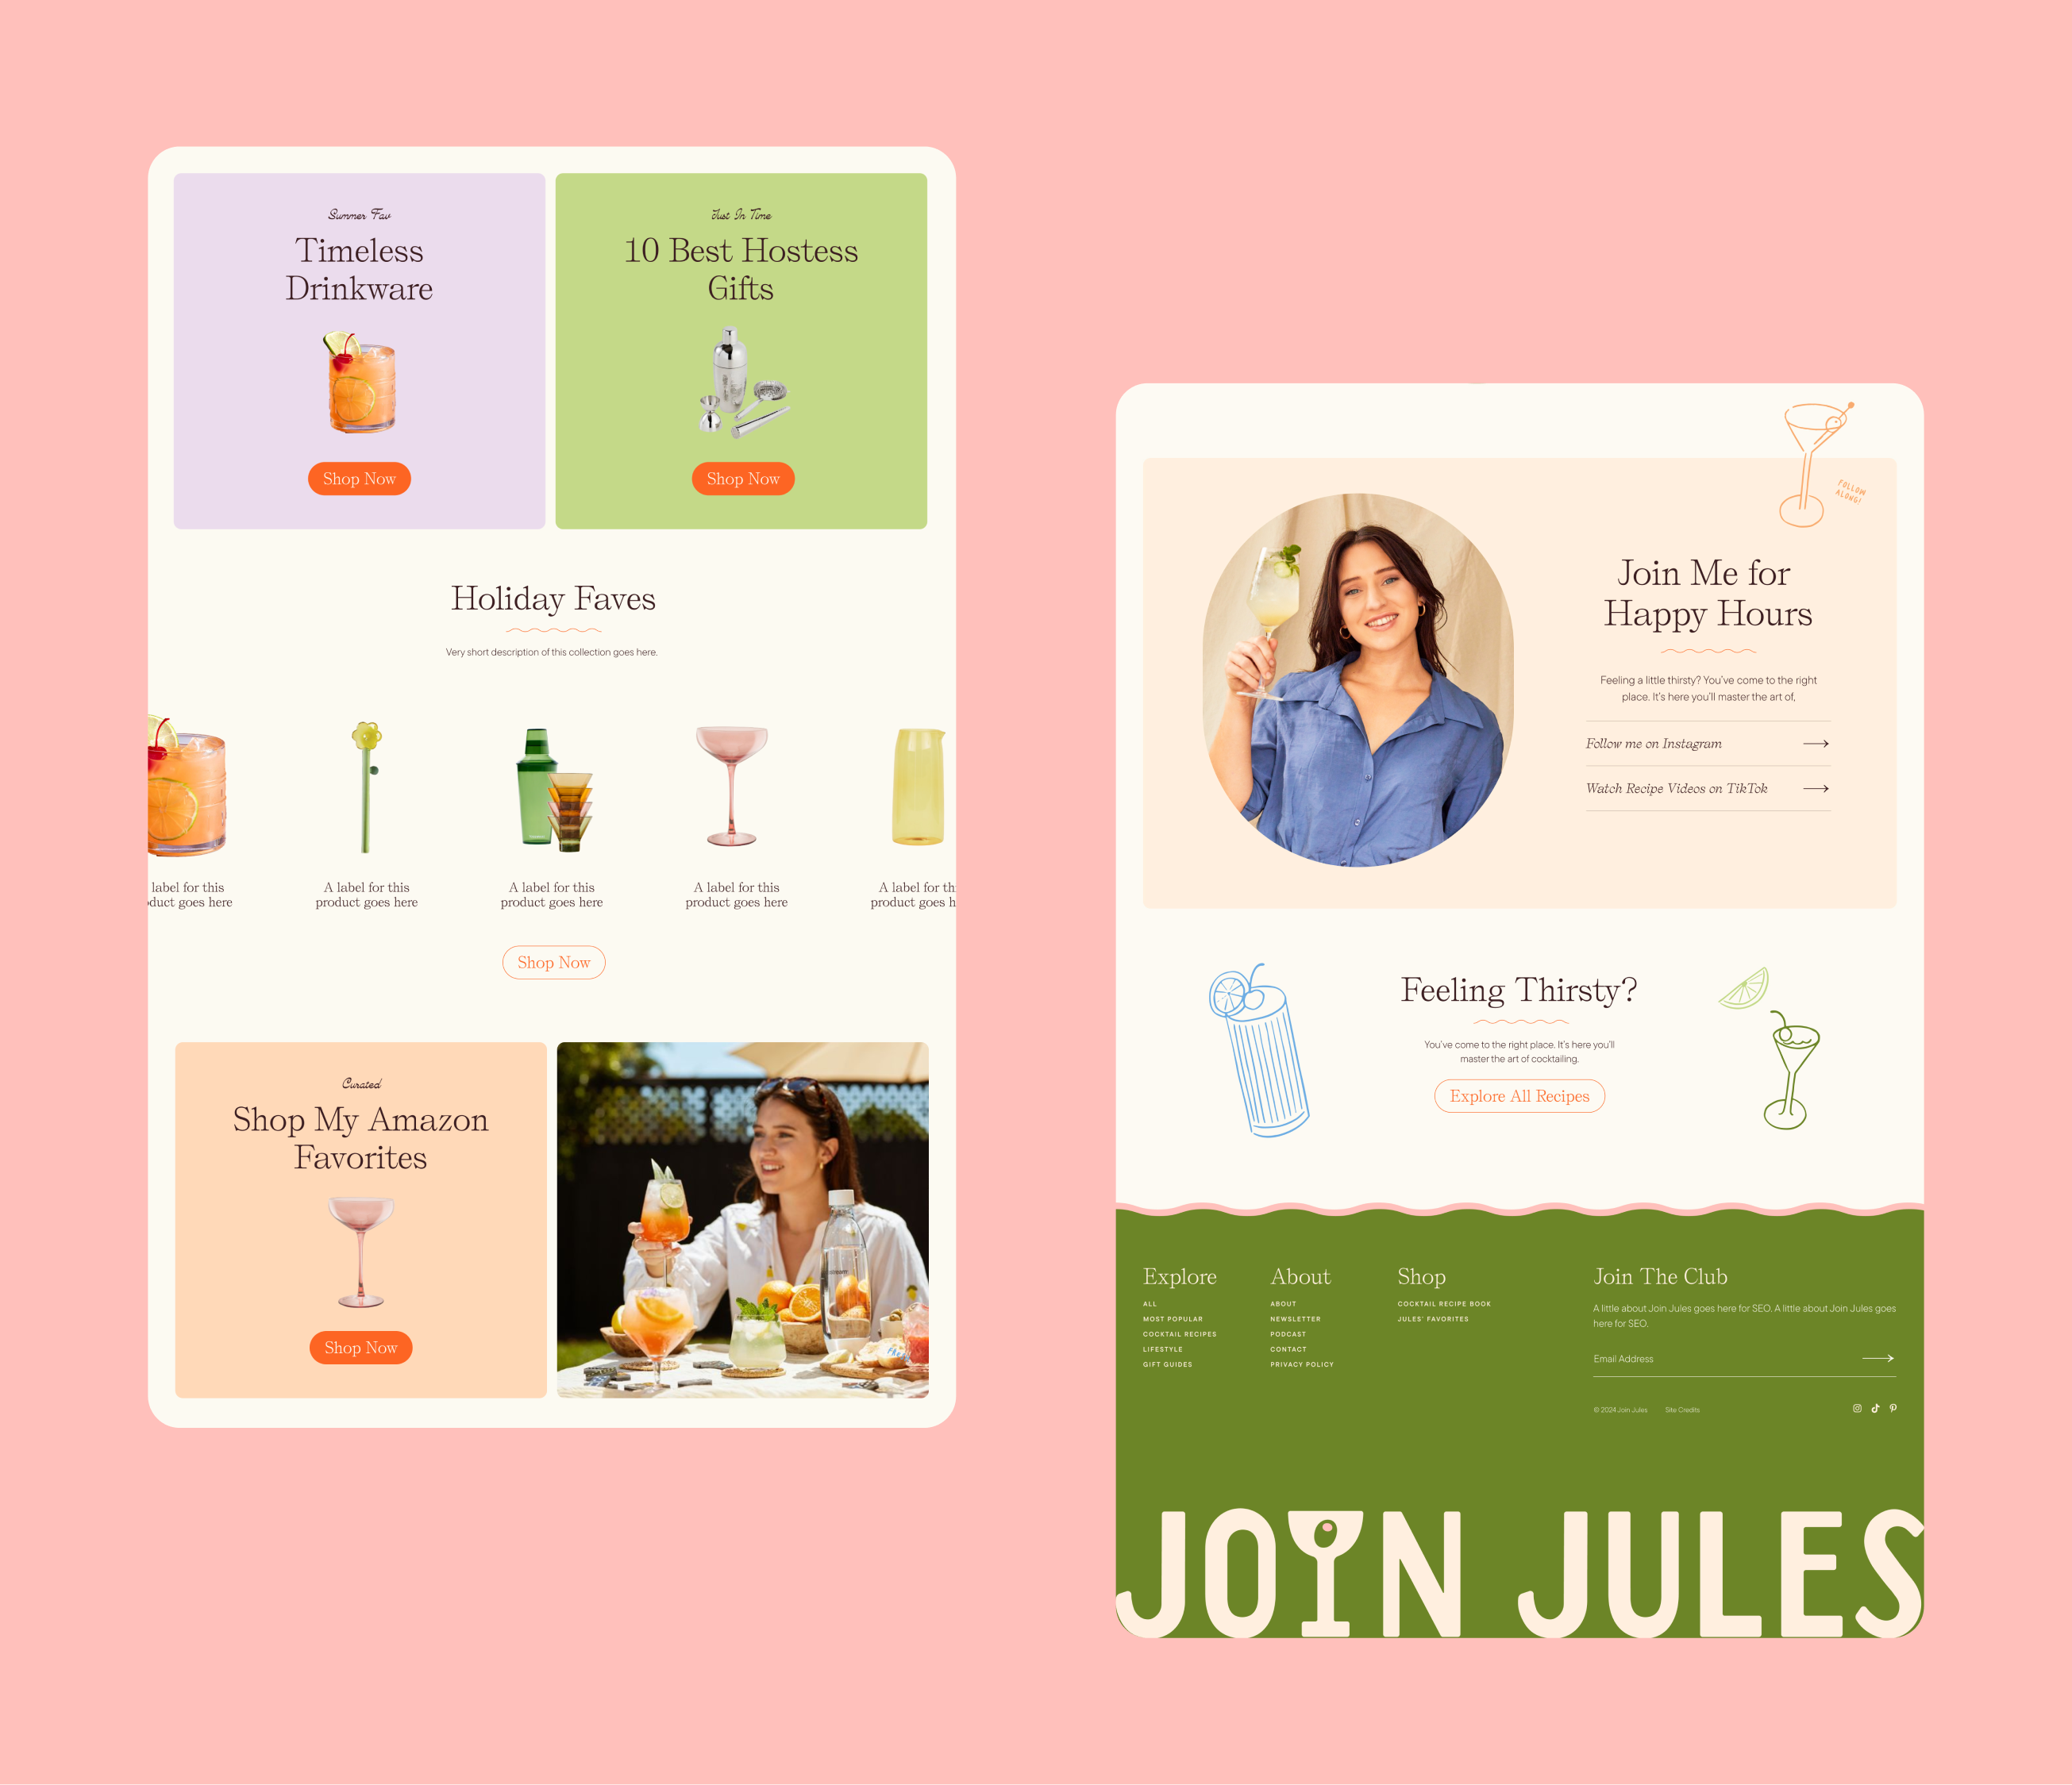 Summer Fav
Timeless
Drinkware
Shop Now
Just In Time
10 Best Hostess
Gifts
Shop Now
Holiday Faves
Very short description of this collection goes here.
label for this
duct goes here
A label for this
product goes here
A label for this
product goes here
A label for this
product goes here
A label for th
product goes h
Shop Now
Curated
Shop My Amazon
Favorites
Shop Now
FOLLOW
ALONG!
Join Me for
Happy Hours
Feeling a little thirsty? You've come to the right
place. It's here you'll master the art of,
Follow me on Instagram
Watch Recipe Videos on TikTok
Feeling Thirsty?
You've come to the right place. It's here you'll
master the art of cocktailing.
Explore All Recipes
Explore
ALL
MOST POPULAR
COCKTAIL RECIPES
LIFESTYLE
GIFT GUIDES
About
ABOUT
NEWSLETTER
PODCAST
CONTACT
PRIVACY POLICY
Shop
COCKTAIL RECIPE BOOK
JULES' FAVORITES
Join The Club
A little about Join Jules goes here for SEO. A little about Join Jules goes
here for SEO.
Email Address
© 2024 Join Jules Site Credits
JOIN JULES